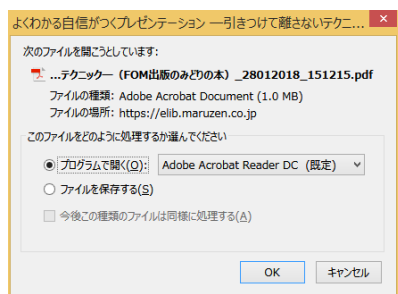 よくわかる自信がつくプレゼンテーション ―引きつけて離さないテクニ...
次のファイルを開こうとしています:
...テクニック―（FOM出版のみどりの本）_28012018_151215.pdf
ファイルの種類: Adobe Acrobat Document (1.0 MB)
ファイルの場所: https://elib.maruzen.co.jp
このファイルをどのように処理するか選んでください
プログラムで開く(O): Adobe Acrobat Reader DC (既定)
ファイルを保存する(S)
今後この種類のファイルは同様に処理する(A)
OK キャンセル